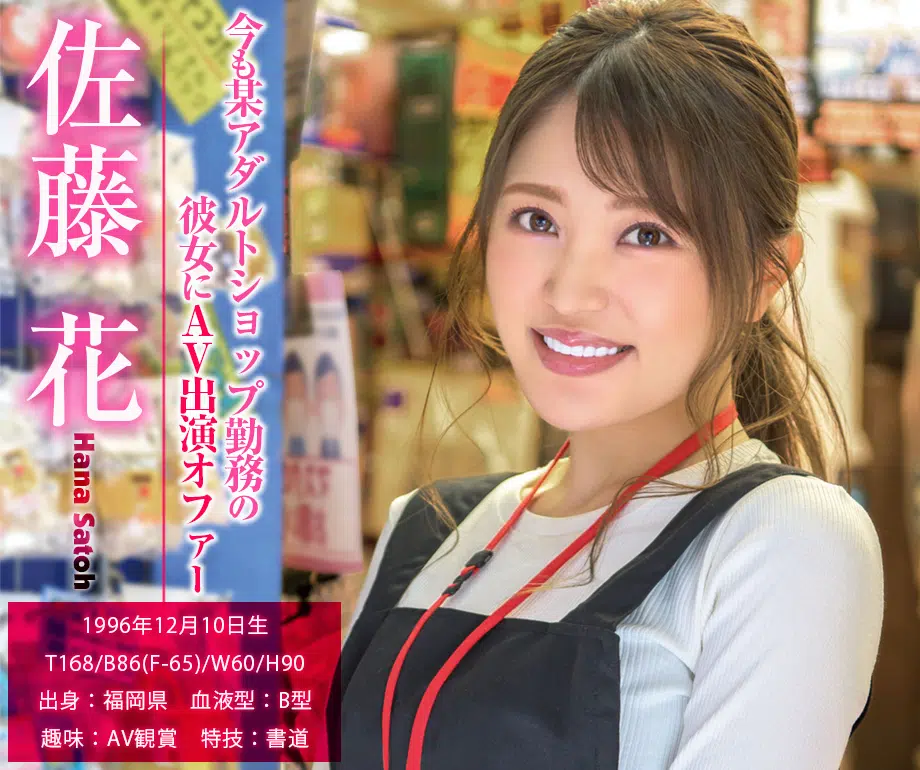 今も某アダルトショップ勤務の
彼女にAV出演オファー
佐藤 花
Hana Satoh
1996年12月10日生
T168/B86(F-65)/W60/H90
出身：福岡県 血液型：B型
趣味：AV観賞 特技：書道